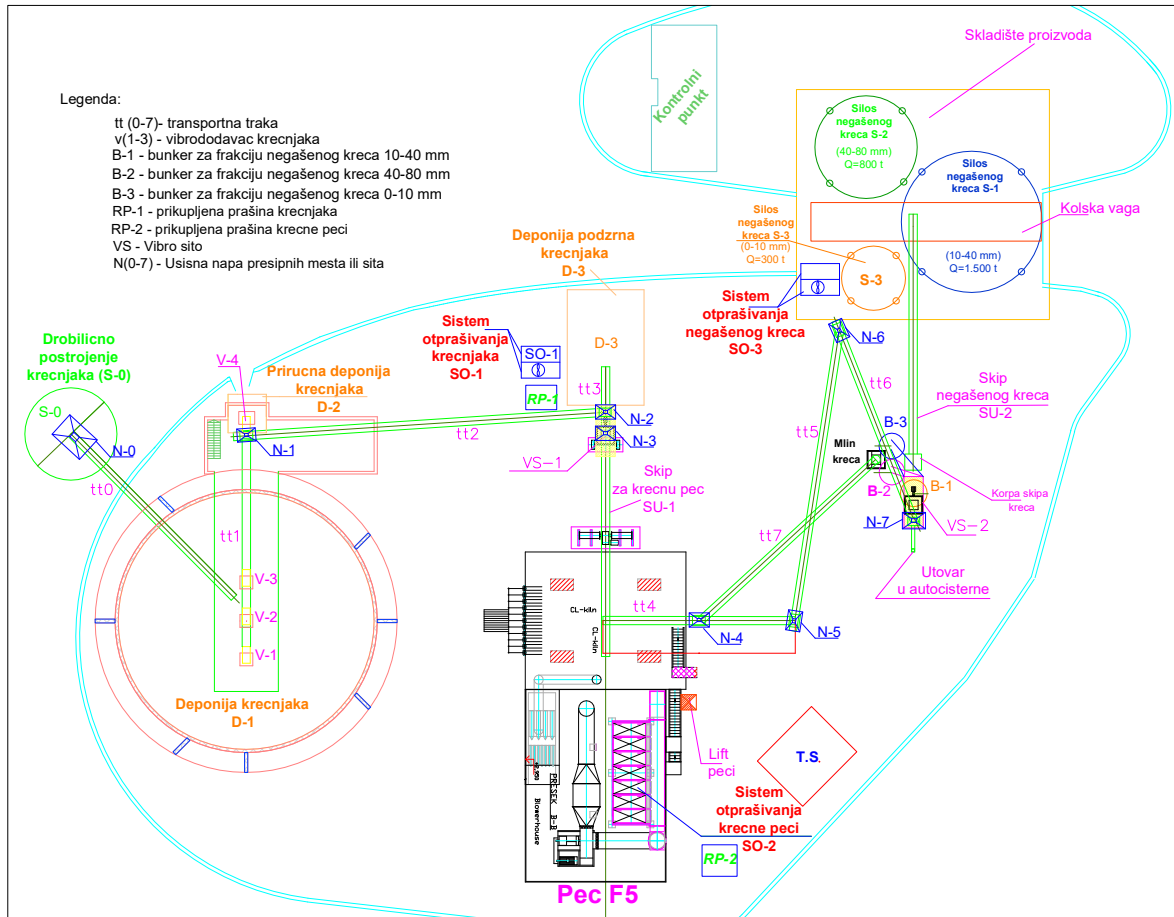 Legenda:
tt (0-7)- transportna traka
v(1-3) - vibrododavac krecnjaka
B-1 - bunker za frakciju negašenog kreca 10-40 mm
B-2 - bunker za frakciju negašenog kreca 40-80 mm
B-3 - bunker za frakciju negašenog kreca 0-10 mm
RP-1 - prikupljena prašina krecnjaka
RP-2 - prikupljena prašina krecne peci
VS - Vibro sito
N(0-7) - Usisna napa presipnih mesta ili sita
Kontrolni
punkt
Skladište proizvoda
Silos
negašenog
kreca S-2
(40-80 mm)
Q=800 t
Silos
negašenog
kreca S-1
(10-40 mm)
Q=1.500 t
Kolska vaga
Silos
negašenog
kreca S-3
(0-10 mm)
Q=300 t
S-3
Deponija podzrna
krecnjaka
D-3
D-3
Sistem
otprašivanja
krecnjaka
SO-1
SO-1
RP-1
Sistem
otprašivanja
negašenog kreca
SO-3
Drobilicno
postrojenje
krecnjaka (S-0)
S-0
N-0
tt0
V-4
Prirucna deponija
krecnjaka
D-2
N-1
tt1
tt2
tt3
N-2
N-3
VS-1
Skip
za krecnu pec
SU-1
V-3
V-2
V-1
Deponija krecnjaka
D-1
N-6
tt6
tt5
tt7
Skip
negašenog kreca
SU-2
B-3
Mlin
kreca
B-2
B-1
Korpa skipa
kreca
N-7
VS-2
Utovar
u autocisterne
CL-kiln
CL-kiln
tt4
N-4
N-5
Lift
peci
T.S.
PRESEK B-B
Blowerhouse
Sistem
otprašivanja
krecne peci
SO-2
RP-2
Pec F5